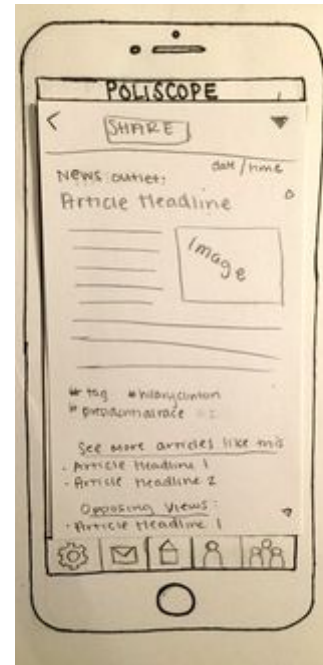 POLISCOPE
<
SHARE
date/time
News outlet:
Article Headline
Image
# tag #hilaryclinton
# presidentialrace
See more articles like this
- Article Headline 1
- Article Headline 2
Opposing Views:
- Article Headline 1